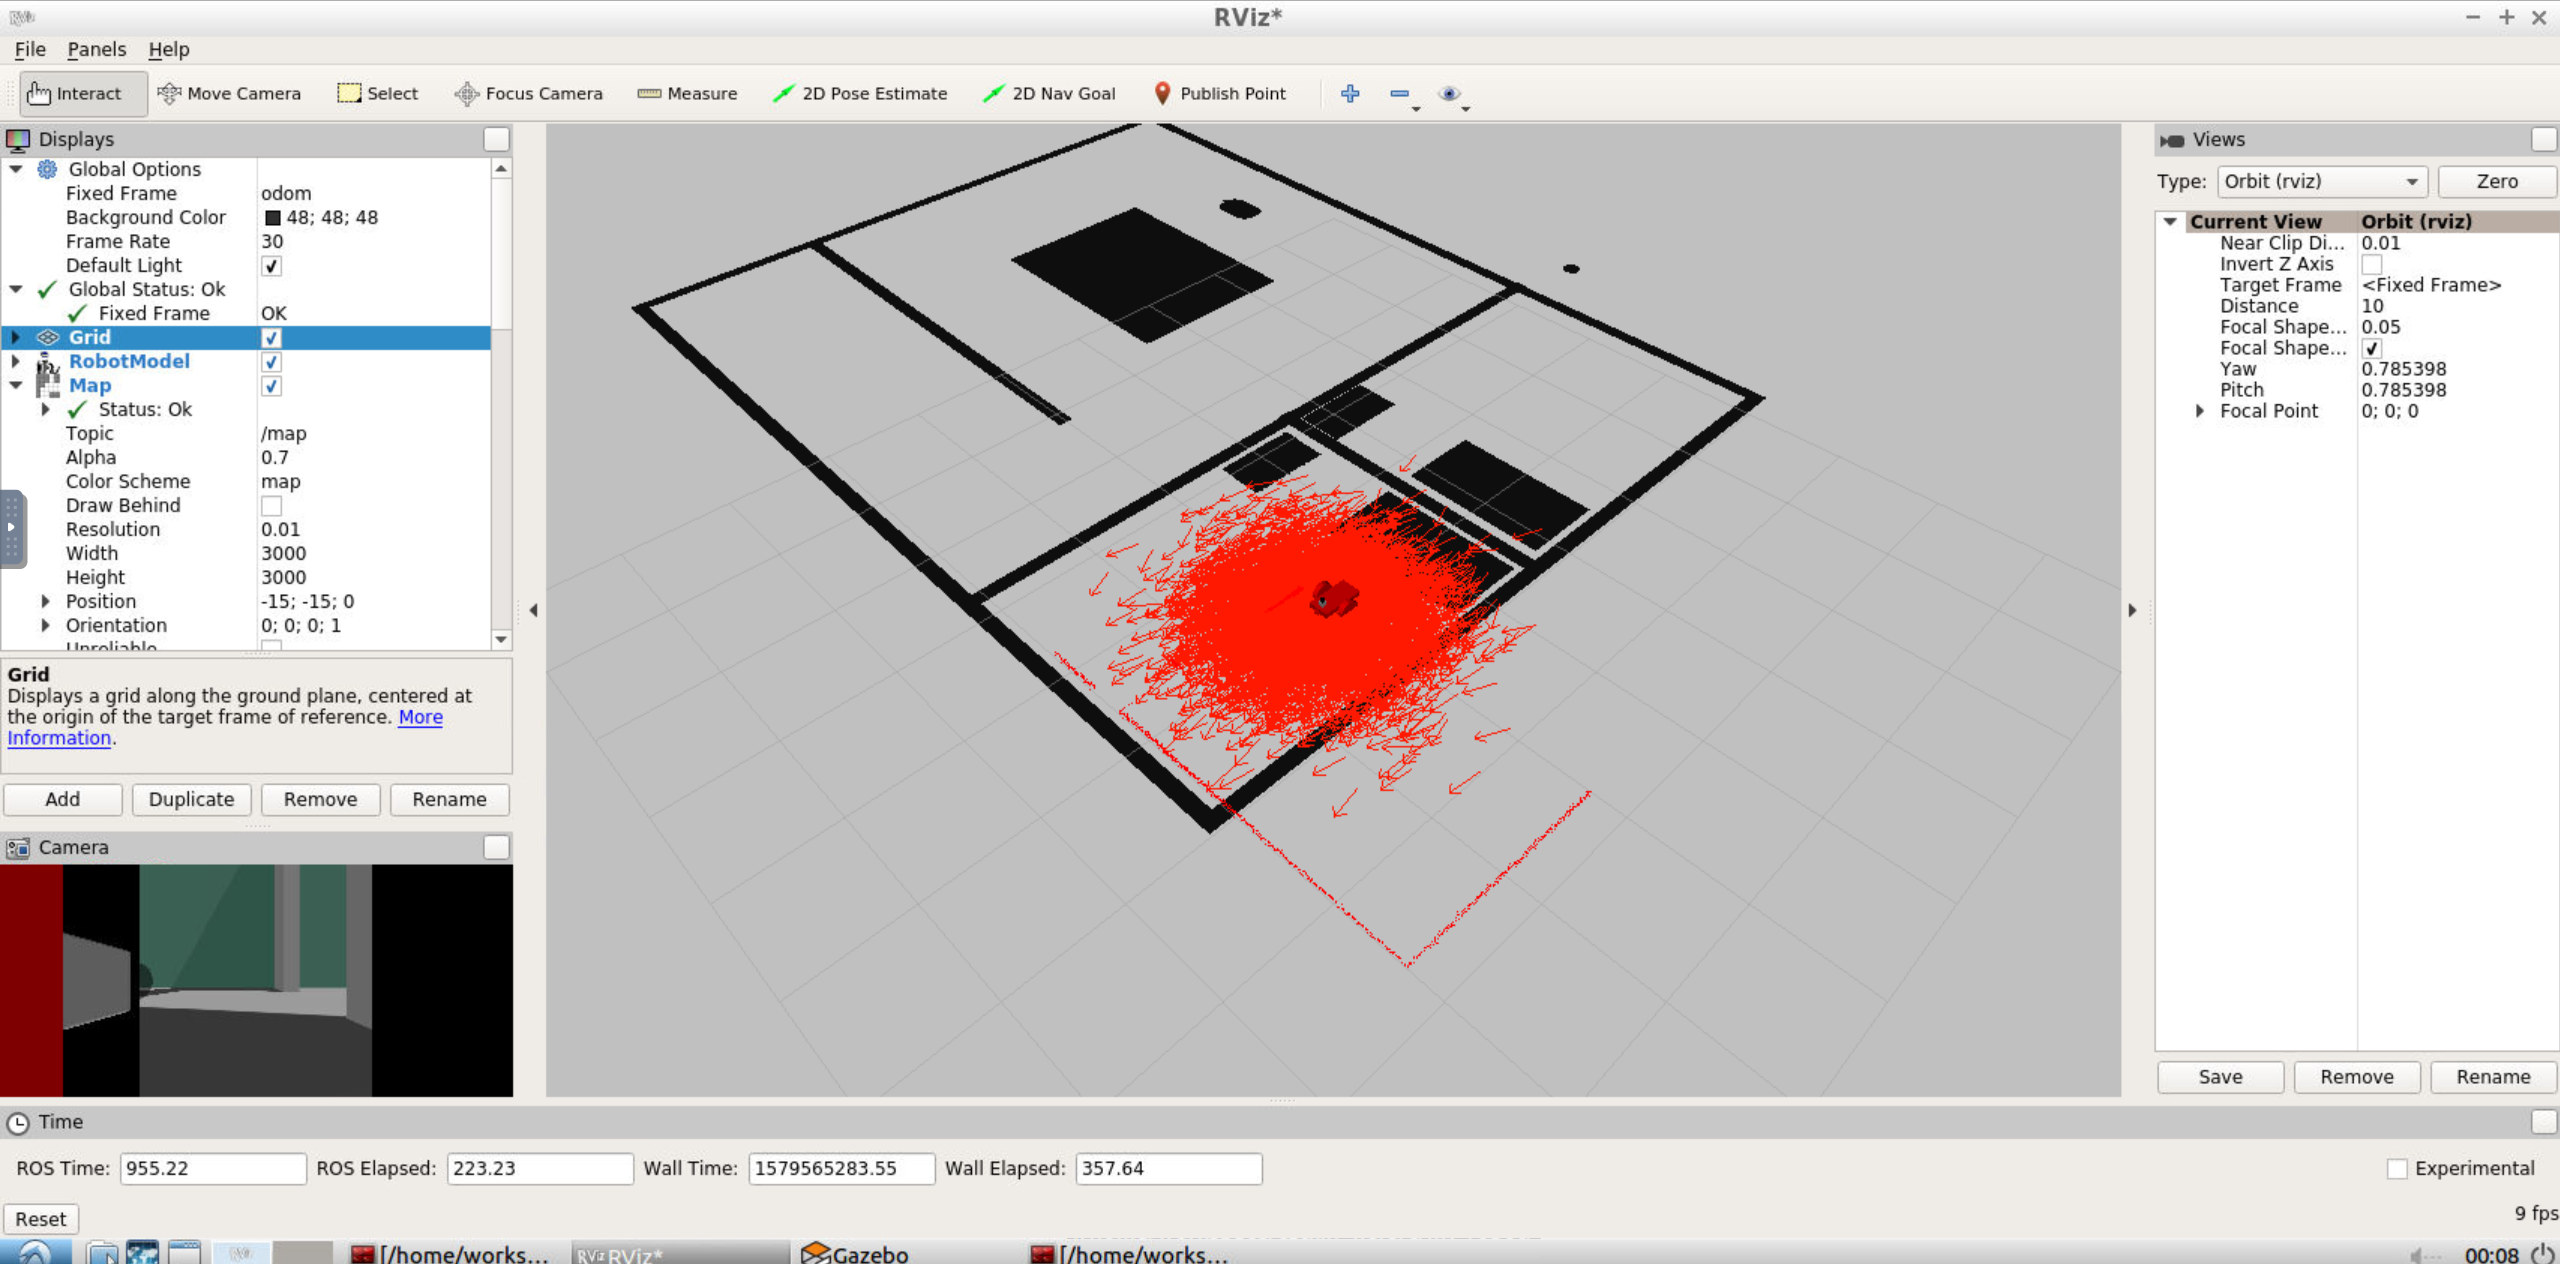 RViz*
File Panels Help
Interact Move Camera Select Focus Camera Measure 2D Pose Estimate 2D Nav Goal Publish Point
Displays
Global Options
Fixed Frame odom
Background Color 48; 48; 48
Frame Rate 30
Default Light
Global Status: Ok
Fixed Frame OK
Grid
RobotModel
Map
Status: Ok
Topic /map
Alpha 0.7
Color Scheme map
Draw Behind
Resolution 0.01
Width 3000
Height 3000
Position -15; -15; 0
Orientation 0; 0; 0; 1
Unreliable
Grid
Displays a grid along the ground plane, centered at
the origin of the target frame of reference. More
Information.
Add Duplicate Remove Rename
Camera
Views
Type: Orbit (rviz) Zero
Current View Orbit (rviz)
Near Clip Di... 0.01
Invert Z Axis
Target Frame <Fixed Frame>
Distance 10
Focal Shape... 0.05
Focal Shape...
Yaw 0.785398
Pitch 0.785398
Focal Point 0; 0; 0
Save Remove Rename
Time
ROS Time: 955.22 ROS Elapsed: 223.23 Wall Time: 1579565283.55 Wall Elapsed: 357.64 Experimental
Reset 9 fps
[/home/works... RViz RViz* Gazebo [/home/works... 00:08